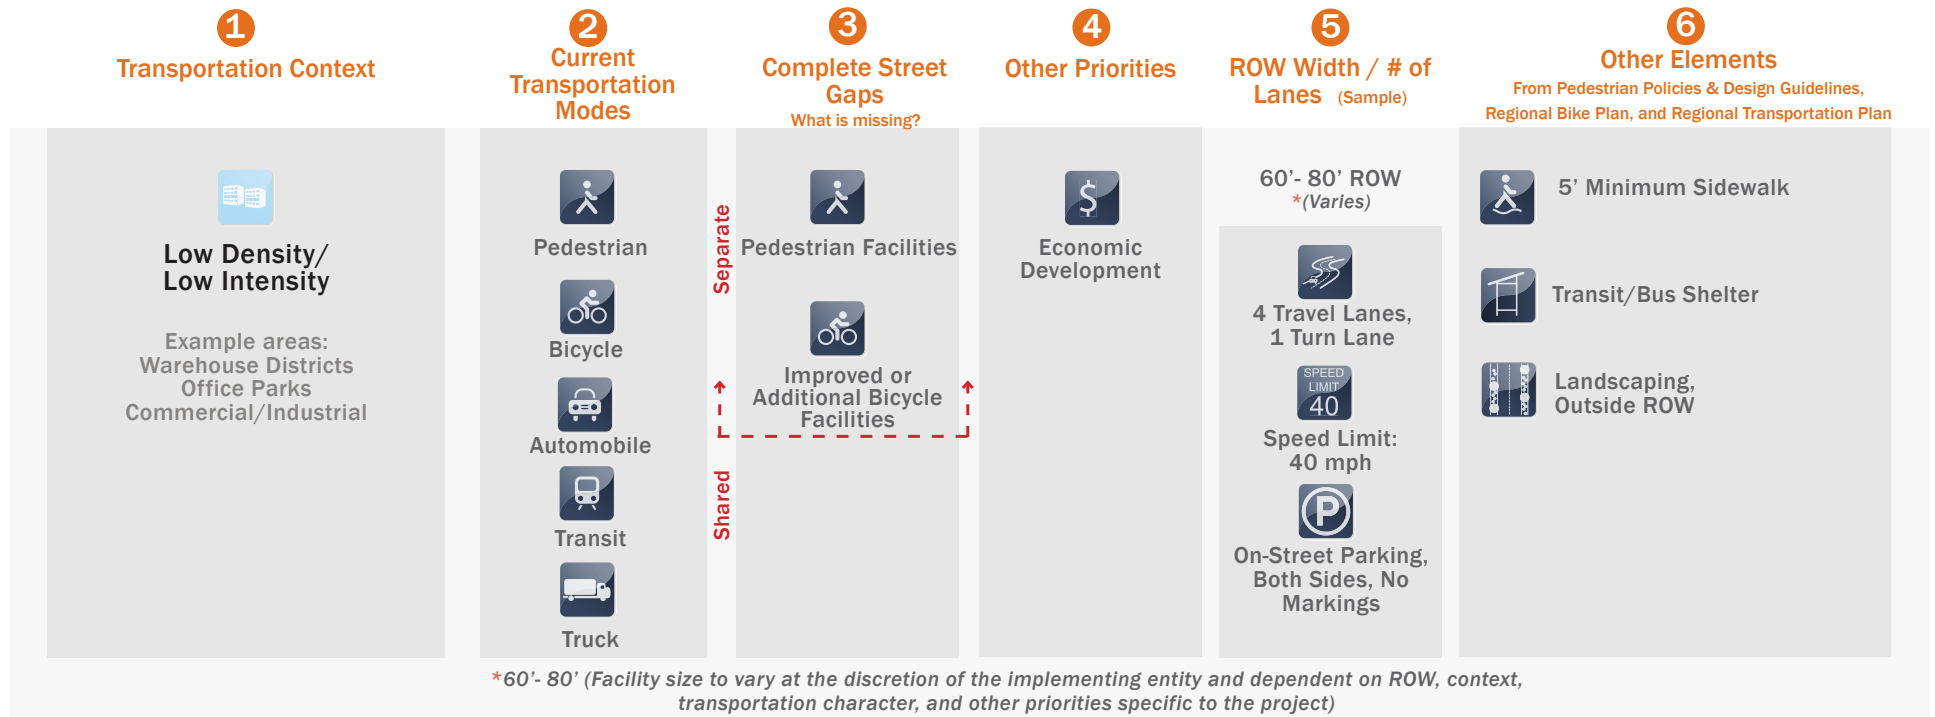 1
Transportation Context
Low Density/
Low Intensity
Example areas:
Warehouse Districts
Office Parks
Commercial/Industrial
2
Current
Transportation
Modes
Pedestrian
Bicycle
Automobile
Transit
Truck
Separate
Shared
3
Complete Street
Gaps
What is missing?
Pedestrian Facilities
Improved or
Additional Bicycle
Facilities
4
Other Priorities
$
Economic
Development
5
ROW Width / # of
Lanes (Sample)
60’- 80’ ROW
*(Varies)
4 Travel Lanes,
1 Turn Lane
SPEED
LIMIT
40
Speed Limit:
40 mph
P
On-Street Parking,
Both Sides, No
Markings
6
Other Elements
From Pedestrian Policies & Design Guidelines,
Regional Bike Plan, and Regional Transportation Plan
5’ Minimum Sidewalk
Transit/Bus Shelter
Landscaping,
Outside ROW
*60’- 80’ (Facility size to vary at the discretion of the implementing entity and dependent on ROW, context,
transportation character, and other priorities specific to the project)